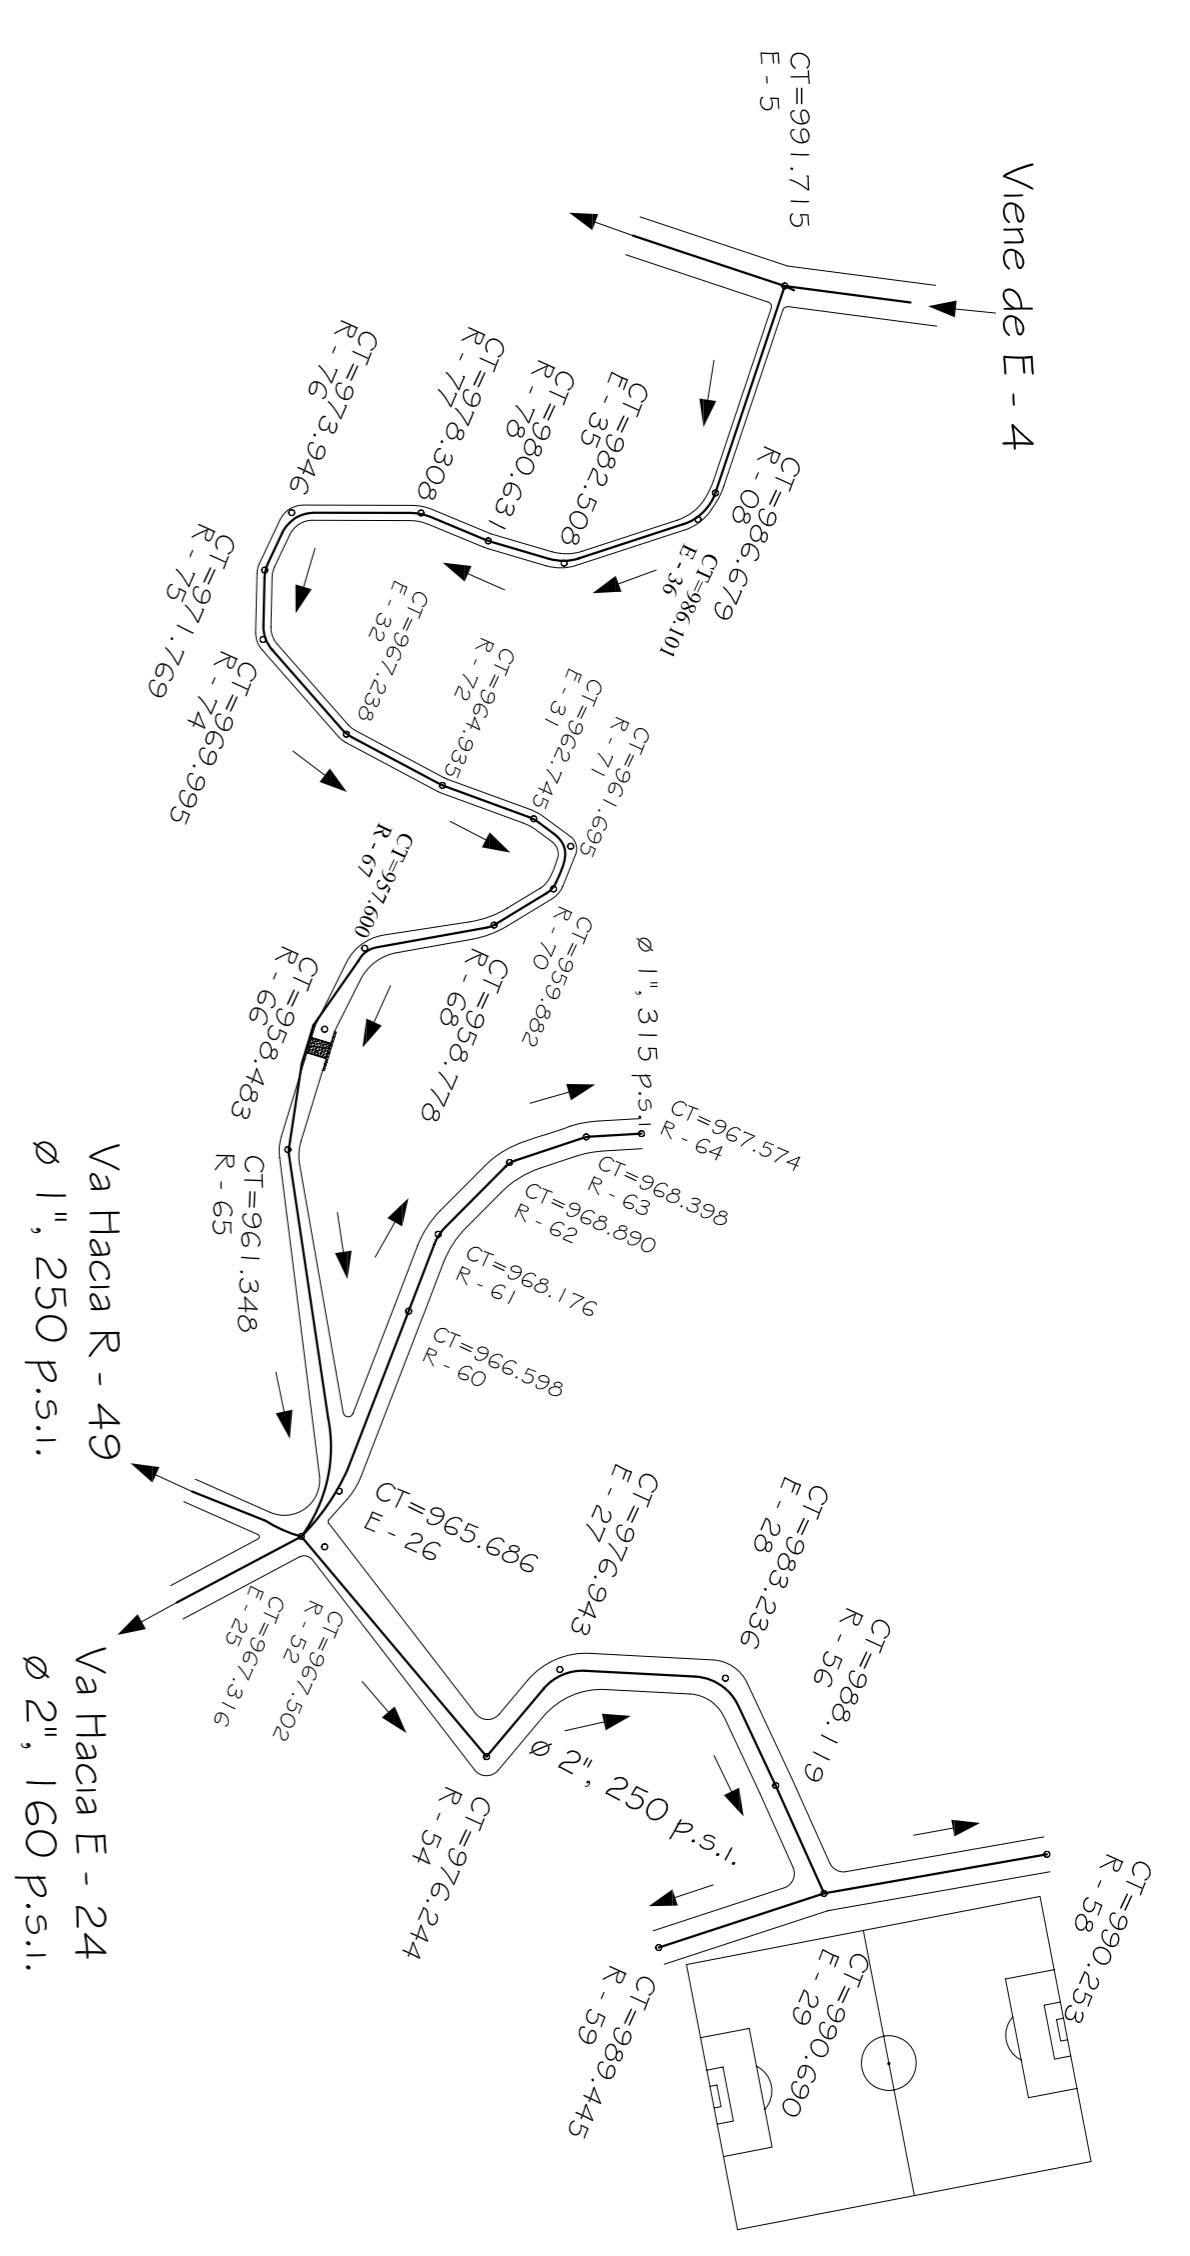 Viene de E - 4
CT=991.715
E - 5
CT=986.679
R - 08
CT=986.101
E - 36
CT=982.508
E - 35
CT=980.631
R - 78
CT=978.308
R - 77
CT=973.946
R - 76
CT=971.769
R - 75
CT=969.995
R - 74
CT=967.238
E - 32
CT=964.935
R - 72
CT=962.745
E - 31
CT=961.695
R - 71
CT=959.882
R - 70
CT=958.778
R - 68
CT=957.600
R - 67
CT=958.483
R - 66
CT=961.348
R - 65
ø 1", 315 p.s.i.
CT=967.574
R - 64
CT=968.398
R - 63
CT=968.890
R - 62
CT=968.176
R - 61
CT=966.598
R - 60
CT=965.686
E - 26
Va Hacia R - 49
ø 1", 250 p.s.i.
Va Hacia E - 24
ø 2", 160 p.s.i.
CT=967.316
E - 25
CT=967.502
R - 52
CT=976.244
R - 54
CT=976.943
E - 27
ø 2", 250 p.s.i.
CT=983.236
E - 28
CT=988.119
R - 56
CT=990.253
R - 58
CT=990.690
E - 29
CT=989.445
R - 59